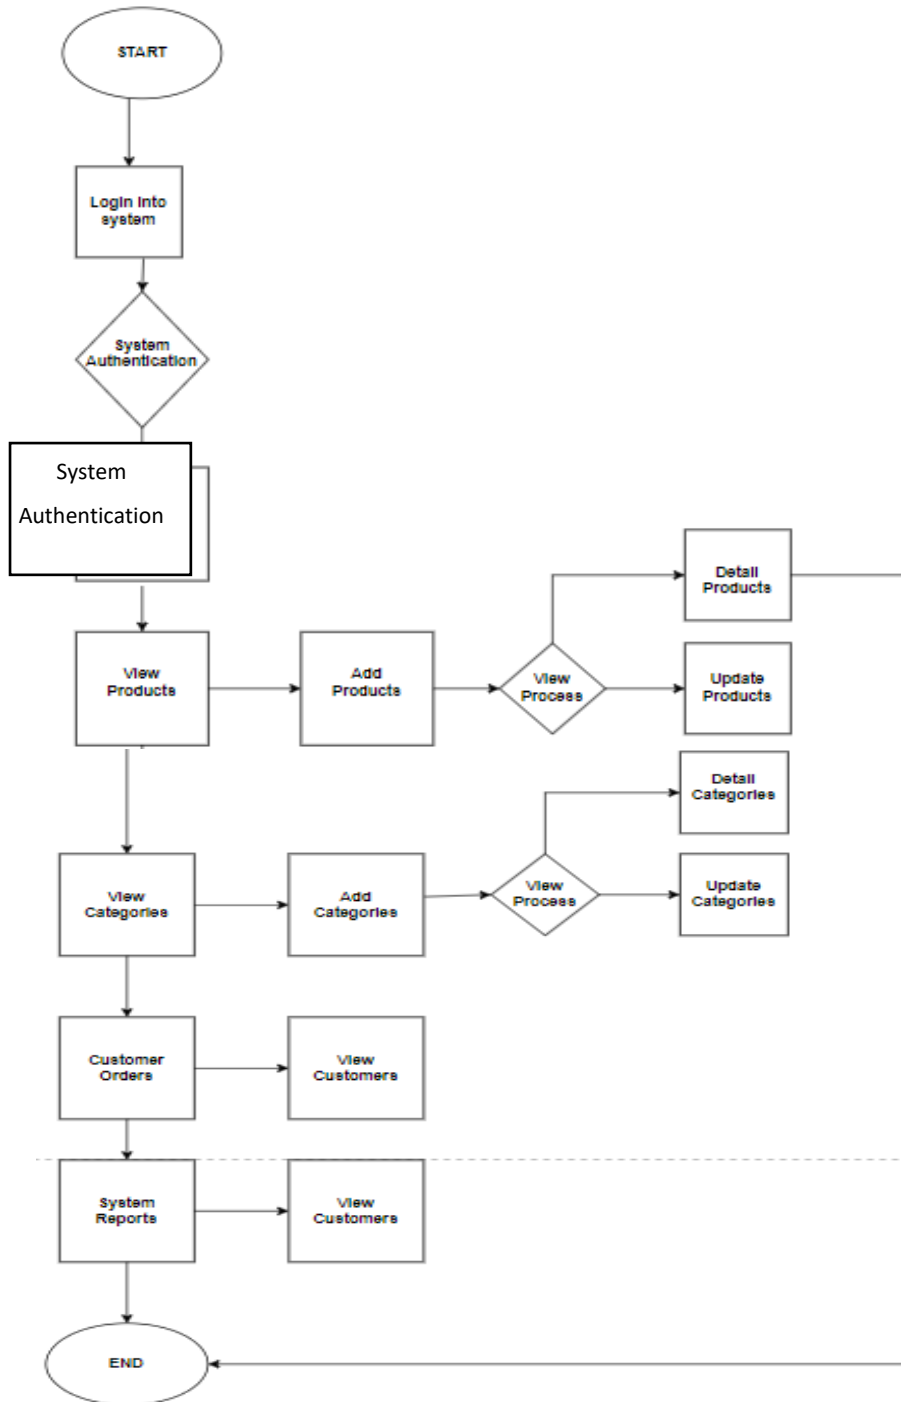 START
Login into
system
System
Authentication
System
Authentication
Detail
Products
View
Products
Add
Products
View
Process
Update
Products
Detail
Categories
View
Categories
Add
Categories
View
Process
Update
Categories
Customer
Orders
View
Customers
System
Reports
View
Customers
END